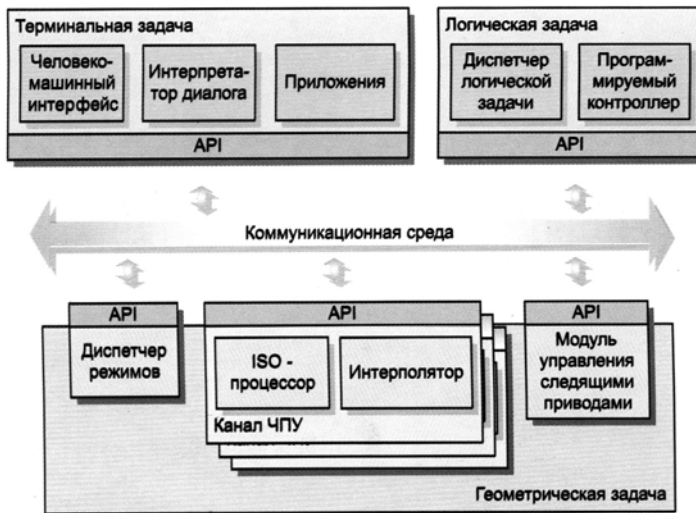 Терминальная задача
Человеко-
машинный
интерфейс
Интерпрета-
тор диалога
Приложения
API
Логическая задача
Диспетчер
логической
задачи
Програм-
мируемый
контроллер
API
Коммуникационная среда
API
Диспетчер
режимов
API
ISO -
процессор
Интерполятор
Канал ЧПУ
API
Модуль
управления
следящими
приводами
Геометрическая задача